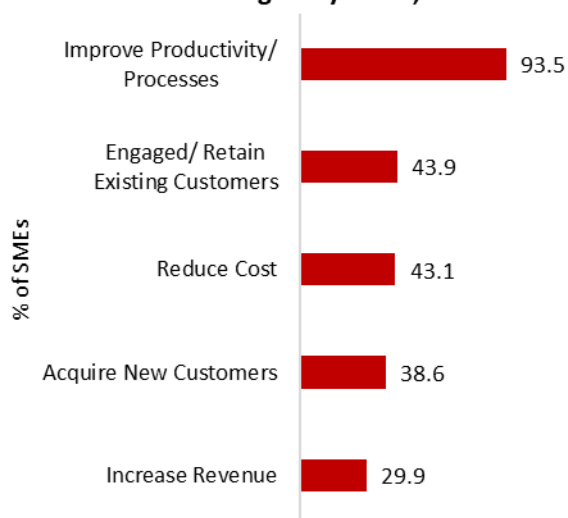 Improve Productivity/
Processes
93.5
Engaged/ Retain
Existing Customers
43.9
% of SMEs
Reduce Cost
43.1
Acquire New Customers
38.6
Increase Revenue
29.9